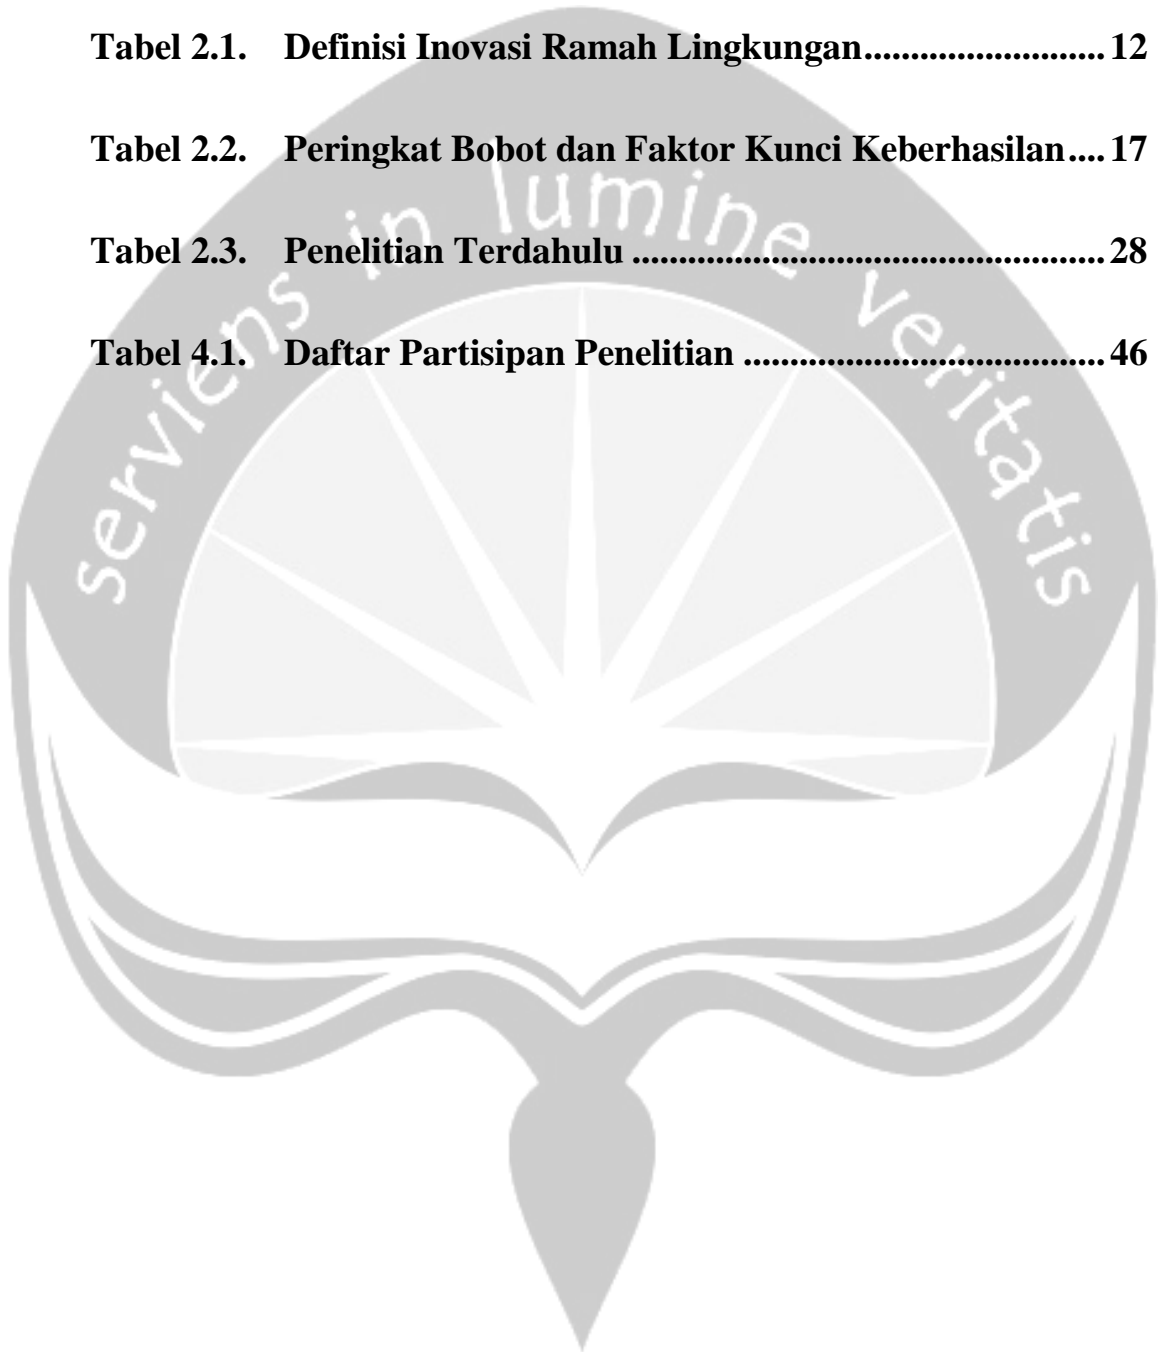 Tabel 2.1. Definisi Inovasi Ramah Lingkungan.......................... 12
Tabel 2.2. Peringkat Bobot dan Faktor Kunci Keberhasilan.... 17
Tabel 2.3. Penelitian Terdahulu ................................................... 28
Tabel 4.1. Daftar Partisipan Penelitian ....................................... 46
serviens in lumine veritatis